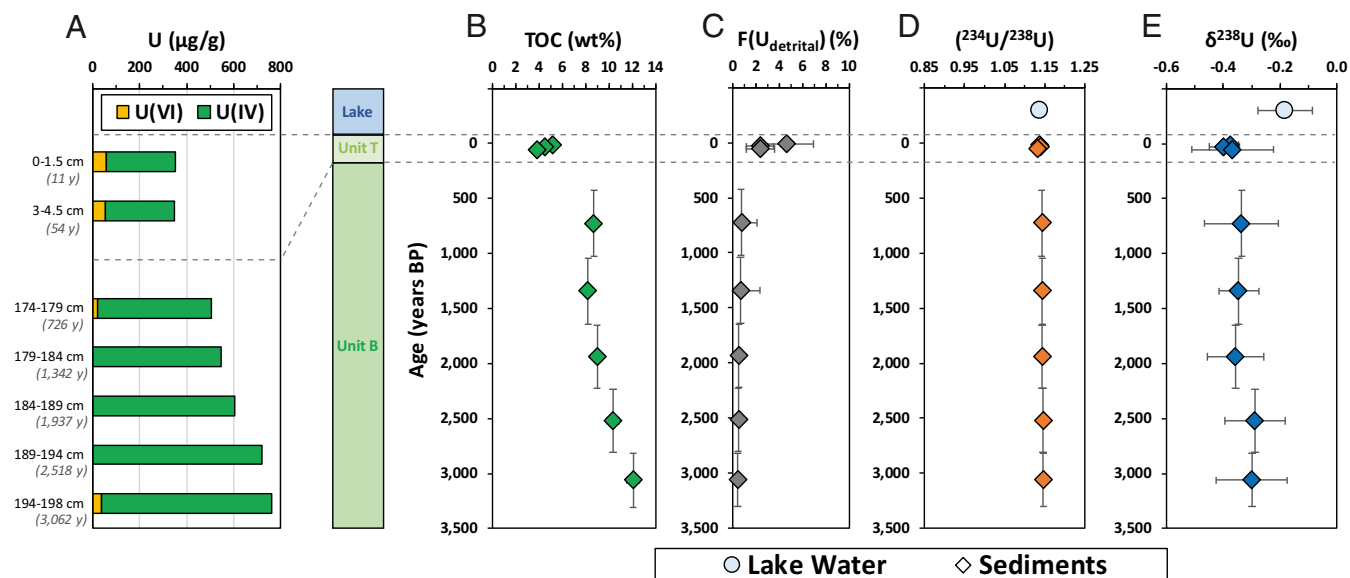 A
U (µg/g)
0 200 400 600 800
U(VI) U(IV)
0-1.5 cm
(11 y)
3-4.5 cm
(54 y)
174-179 cm
(726 y)
179-184 cm
(1,342 y)
184-189 cm
(1,937 y)
189-194 cm
(2,518 y)
194-198 cm
(3,062 y)
Lake
Unit T
Unit B
B
TOC (wt%)
0 2 4 6 8 10 12 14
Age (years BP)
0
500
1,000
1,500
2,000
2,500
3,000
3,500
C
F(Udetrital) (%)
0 2 4 6 8 10
0
500
1,000
1,500
2,000
2,500
3,000
3,500
D
(²³⁴U/²³⁸U)
0.85 0.95 1.05 1.15 1.25
0
500
1,000
1,500
2,000
2,500
3,000
3,500
E
δ²³⁸U (‰)
-0.6 -0.4 -0.2 0.0
0
500
1,000
1,500
2,000
2,500
3,000
3,500
Lake Water Sediments